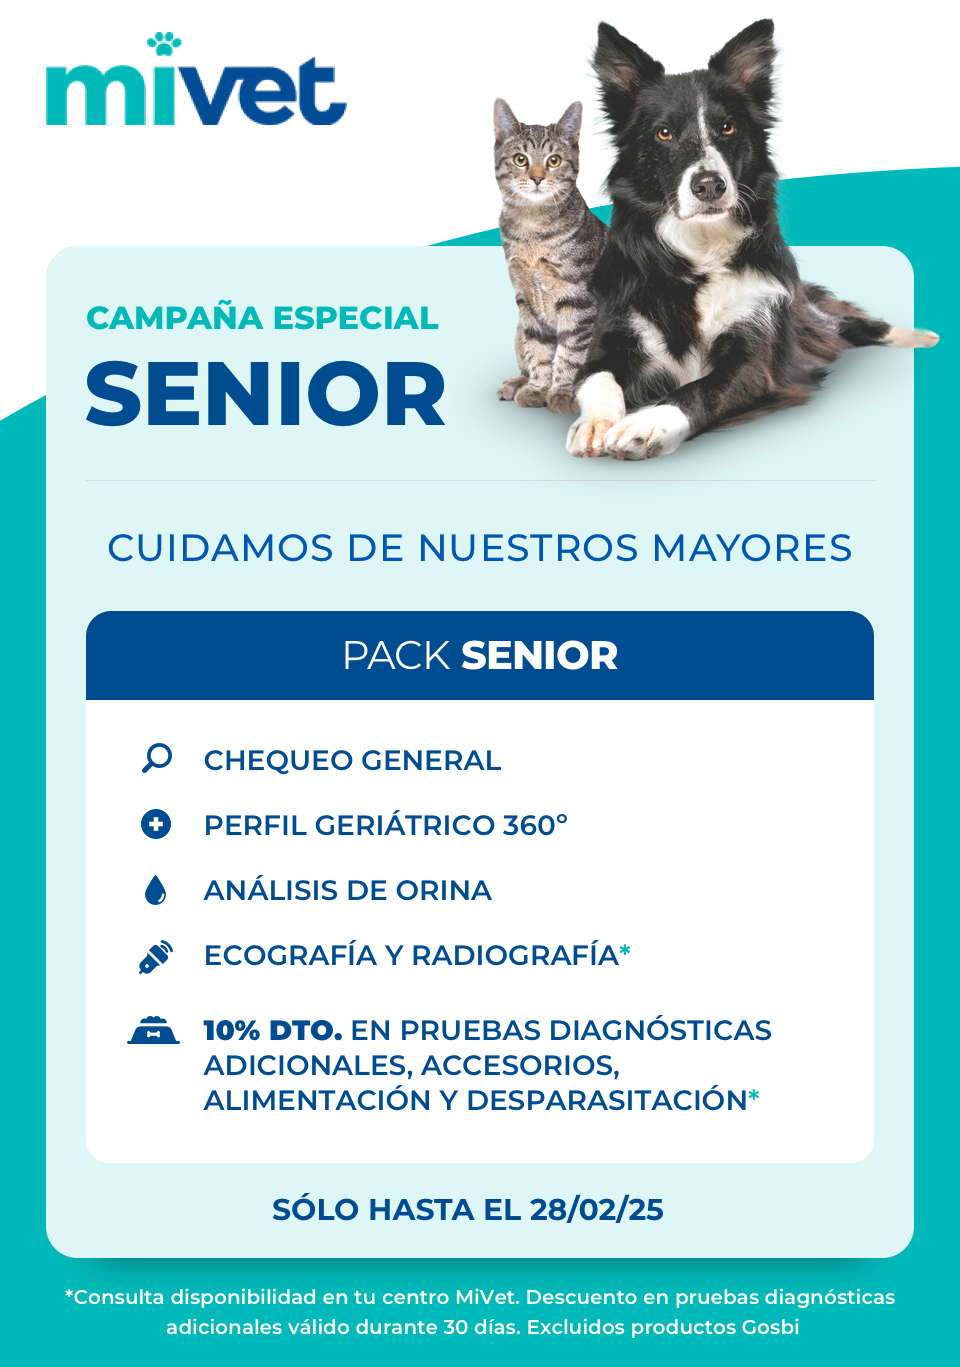 mivet
CAMPAÑA ESPECIAL
SENIOR
CUIDAMOS DE NUESTROS MAYORES
PACK SENIOR
CHEQUEO GENERAL
PERFIL GERIÁTRICO 360º
ANÁLISIS DE ORINA
ECOGRAFÍA Y RADIOGRAFÍA*
10% DTO. EN PRUEBAS DIAGNÓSTICAS
ADICIONALES, ACCESORIOS,
ALIMENTACIÓN Y DESPARASITACIÓN*
SÓLO HASTA EL 28/02/25
*Consulta disponibilidad en tu centro MiVet. Descuento en pruebas diagnósticas
adicionales válido durante 30 días. Excluidos productos Gosbi